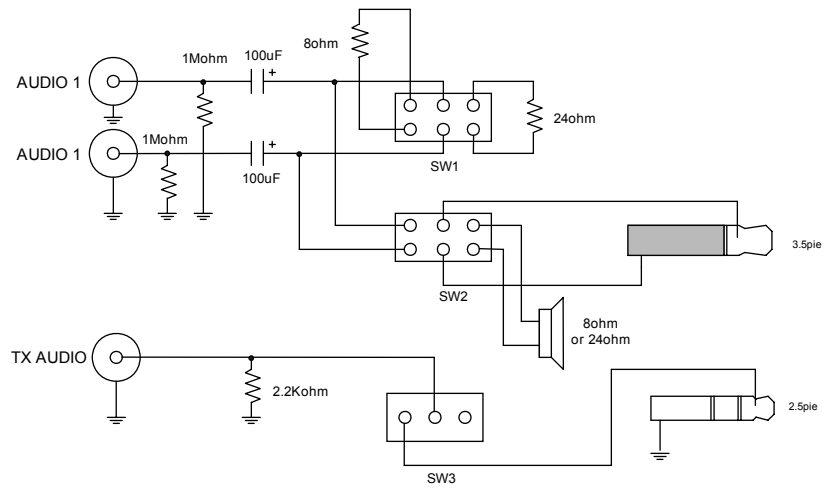 8ohm
1Mohm
100uF
+
AUDIO 1
24ohm
1Mohm
+
AUDIO 1
100uF
SW1
3.5pie
SW2
8ohm
or 24ohm
TX AUDIO
2.2Kohm
2.5pie
SW3